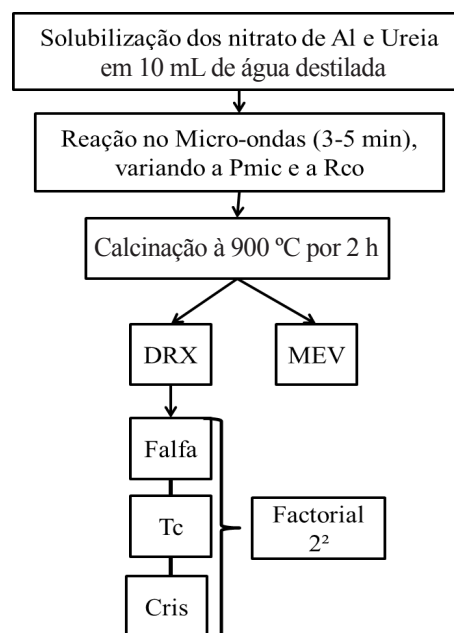 Solubilização dos nitrato de Al e Ureia
em 10 mL de água destilada
Reação no Micro-ondas (3-5 min),
variando a Pmic e a Rco
Calcinação à 900 ºC por 2 h
DRX
MEV
Falfa
Tc
Cris
Factorial
2²